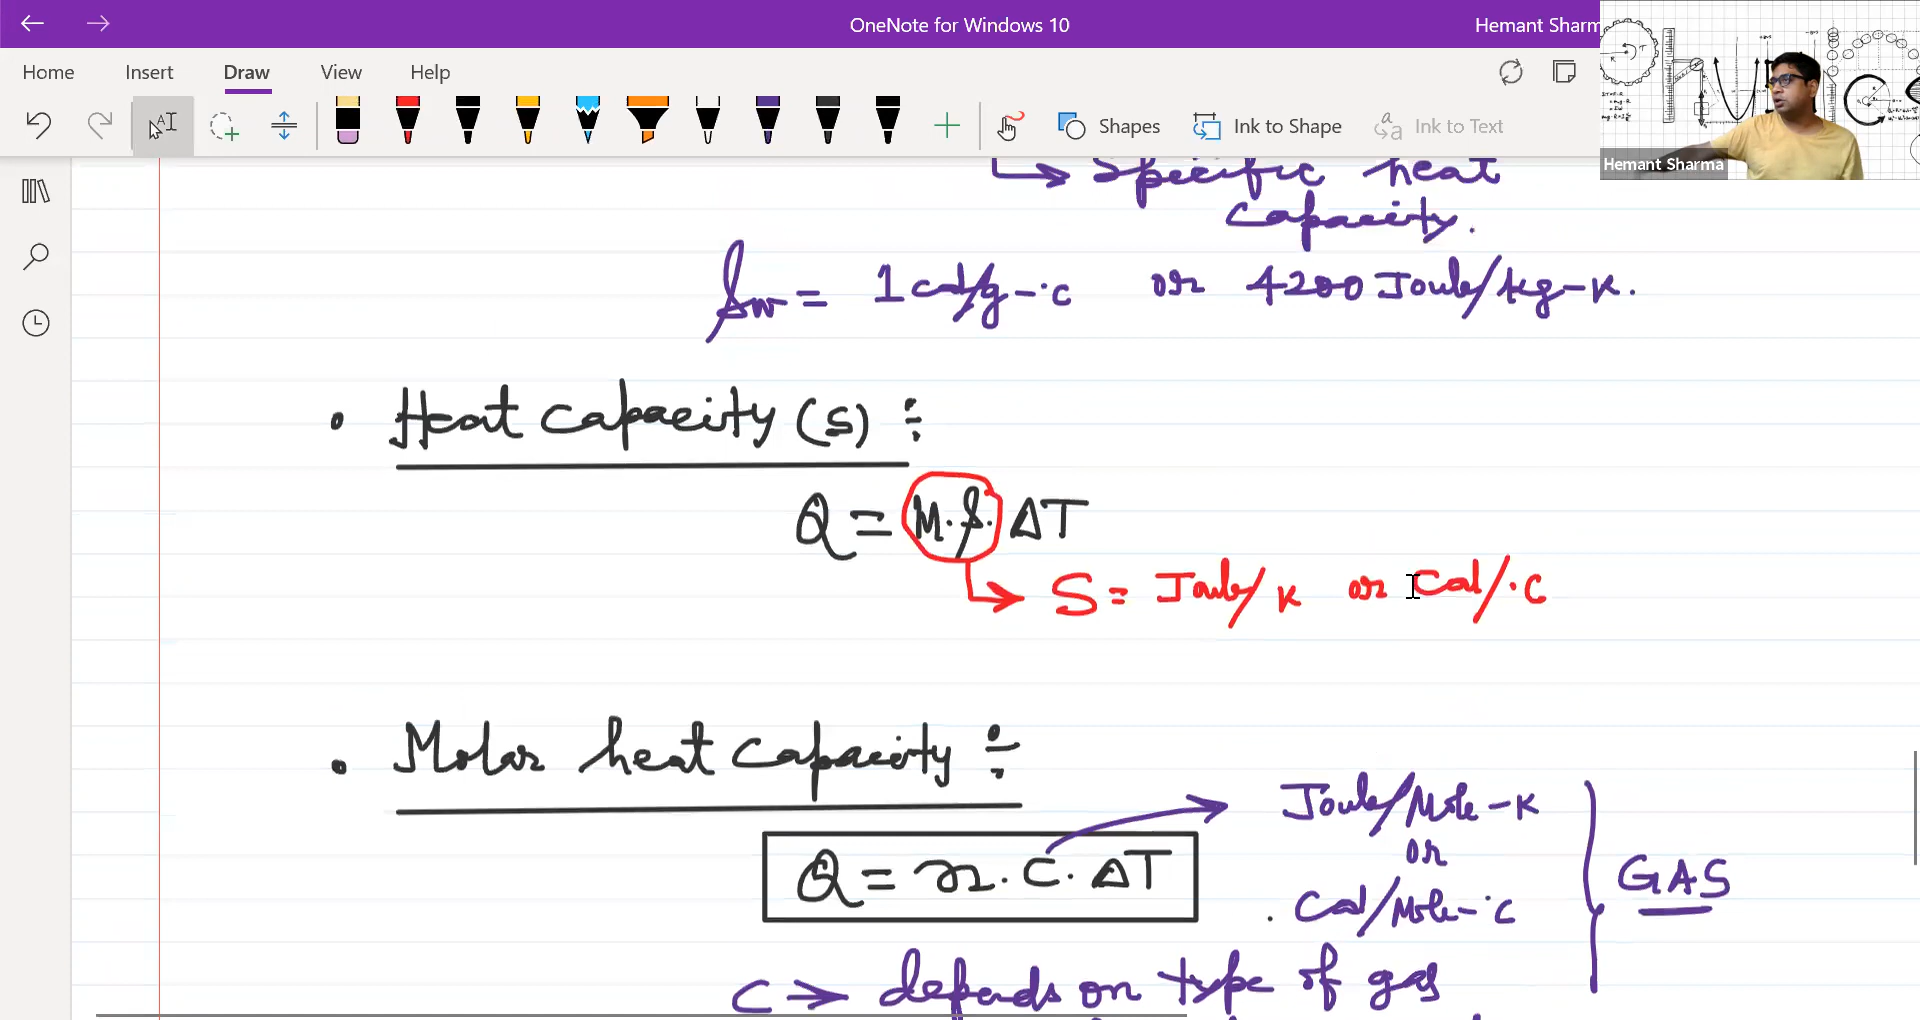 OneNote for Windows 10
Hemant Sharm
Home Insert Draw View Help
Shapes Ink to Shape Ink to Text
Hemant Sharma
↳ Specific heat
capacity.
s_w = 1 cal/g-°c or 4200 Joule/kg-K.
• Heat capacity (S) ÷
Q = M.s. ΔT
↳ S = Joule/K or Cal/°C
• Molar heat capacity ÷
Joule/Mole-K
or
Q = n. C. ΔT
Cal/Mole-°C
GAS
C → depends on type of gas